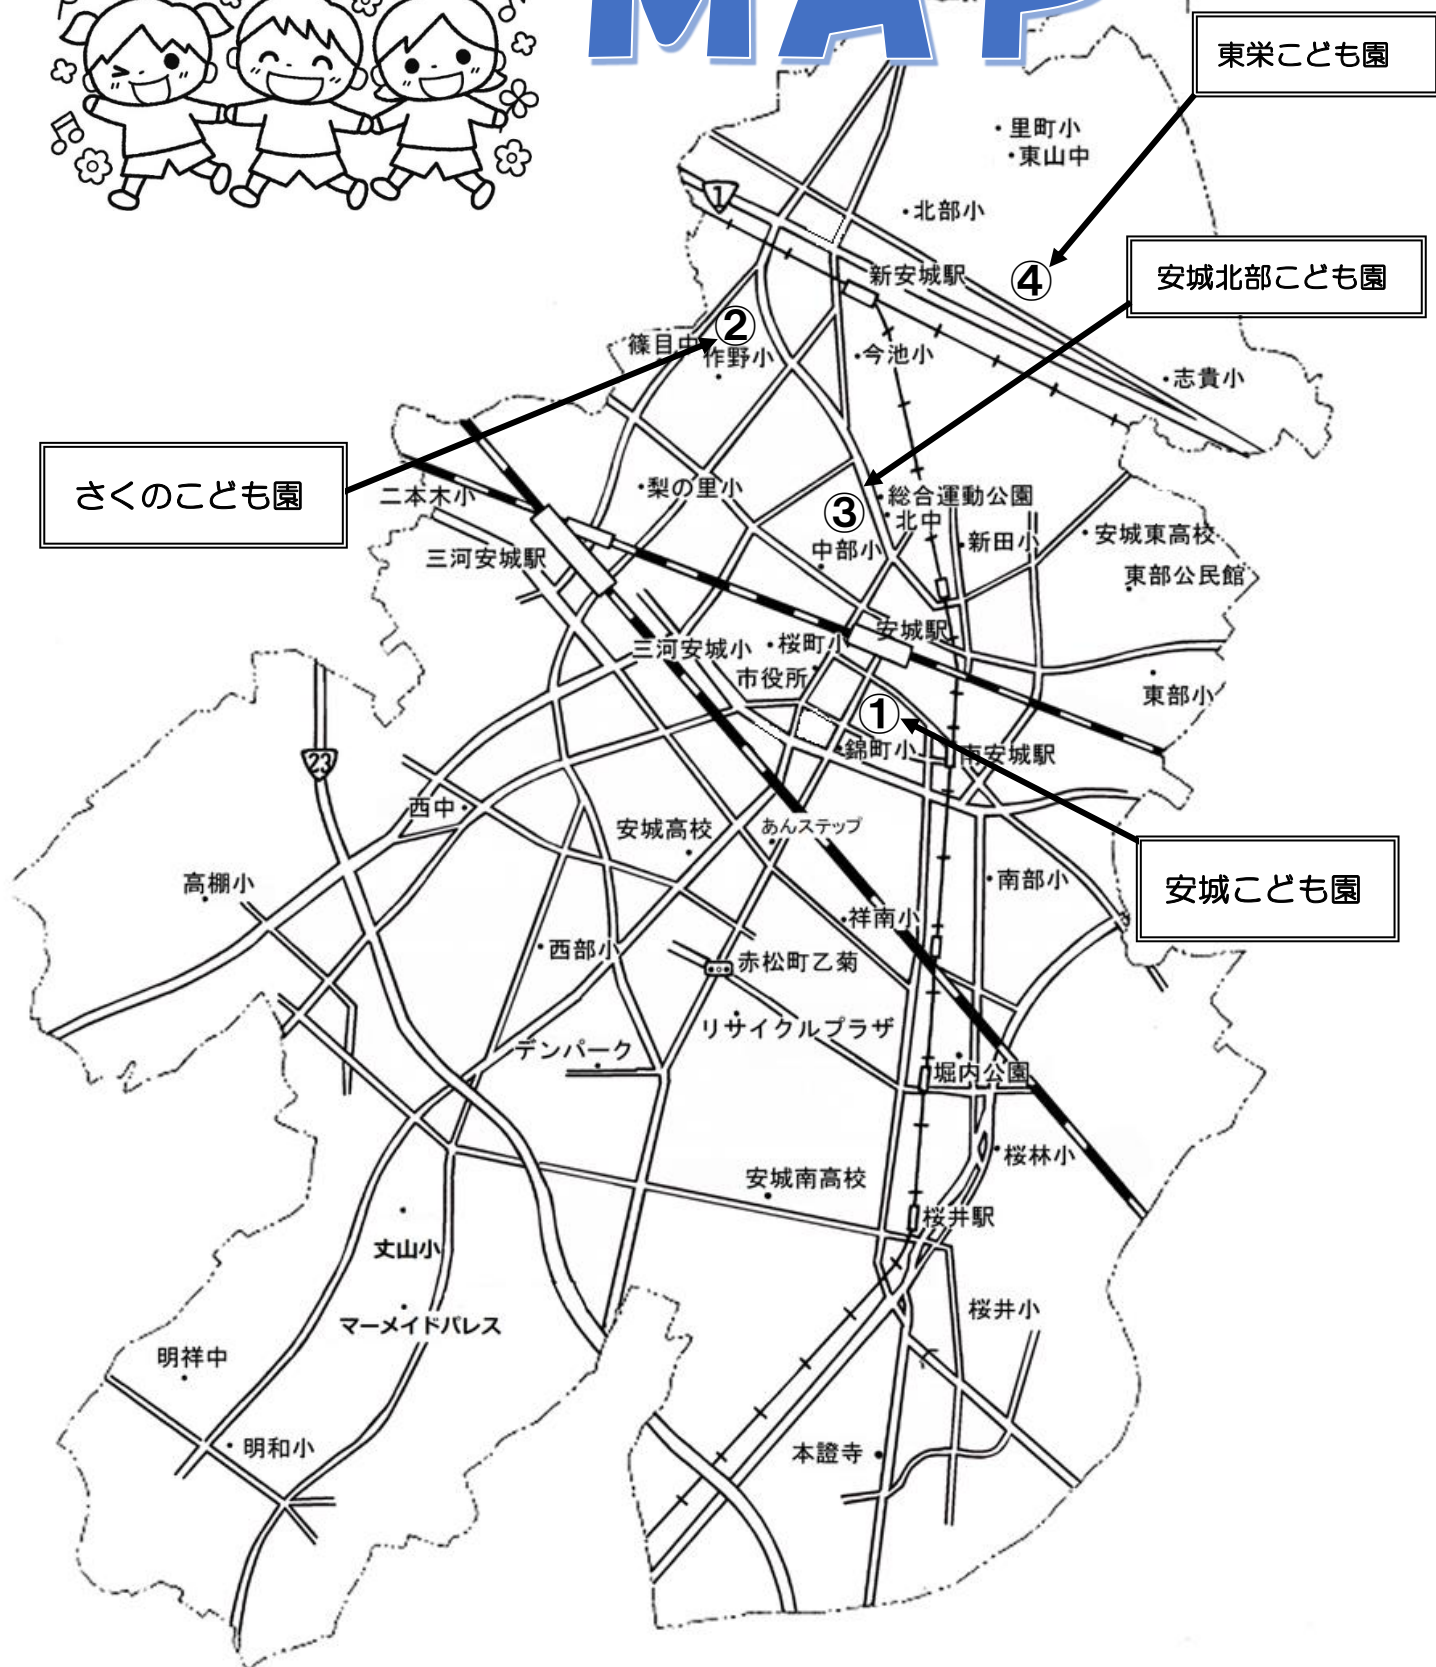 MAP
東栄こども園
・里町小
・東山中
1
・北部小
新安城駅
④
安城北部こども園
②
篠目中
作野小
・今池小
・志貴小
さくのこども園
二本木小
・梨の里小
③
・総合運動公園
・北中
中部小
・新田小
・安城東高校
三河安城駅
東部公民館
三河安城小
・桜町小
安城駅
市役所
東部小
①
・錦町小
南安城駅
23
西中・
安城高校
あんステップ
安城こども園
高棚小
・南部小
・祥南小
・西部小
赤松町乙菊
リサイクルプラザ
デンパーク
堀内公園
・桜林小
安城南高校
桜井駅
丈山小
桜井小
マーメイドパレス
明祥中
・明和小
本證寺・